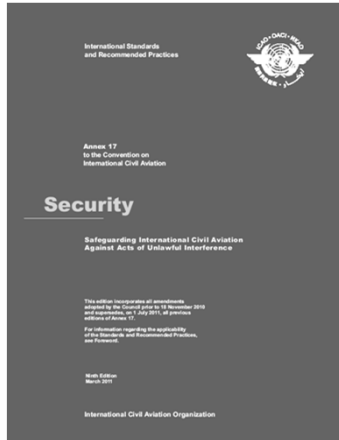 International Standards
and Recommended Practices
ICAO · OACI · ИКАО
Annex 17
to the Convention on
International Civil Aviation
Security
Safeguarding International Civil Aviation
Against Acts of Unlawful Interference
This edition incorporates all amendments
adopted by the Council prior to 18 November 2010
and supersedes, on 1 July 2011, all previous
editions of Annex 17.
For information regarding the applicability
of the Standards and Recommended Practices,
see Foreword.
Ninth Edition
March 2011
International Civil Aviation Organization